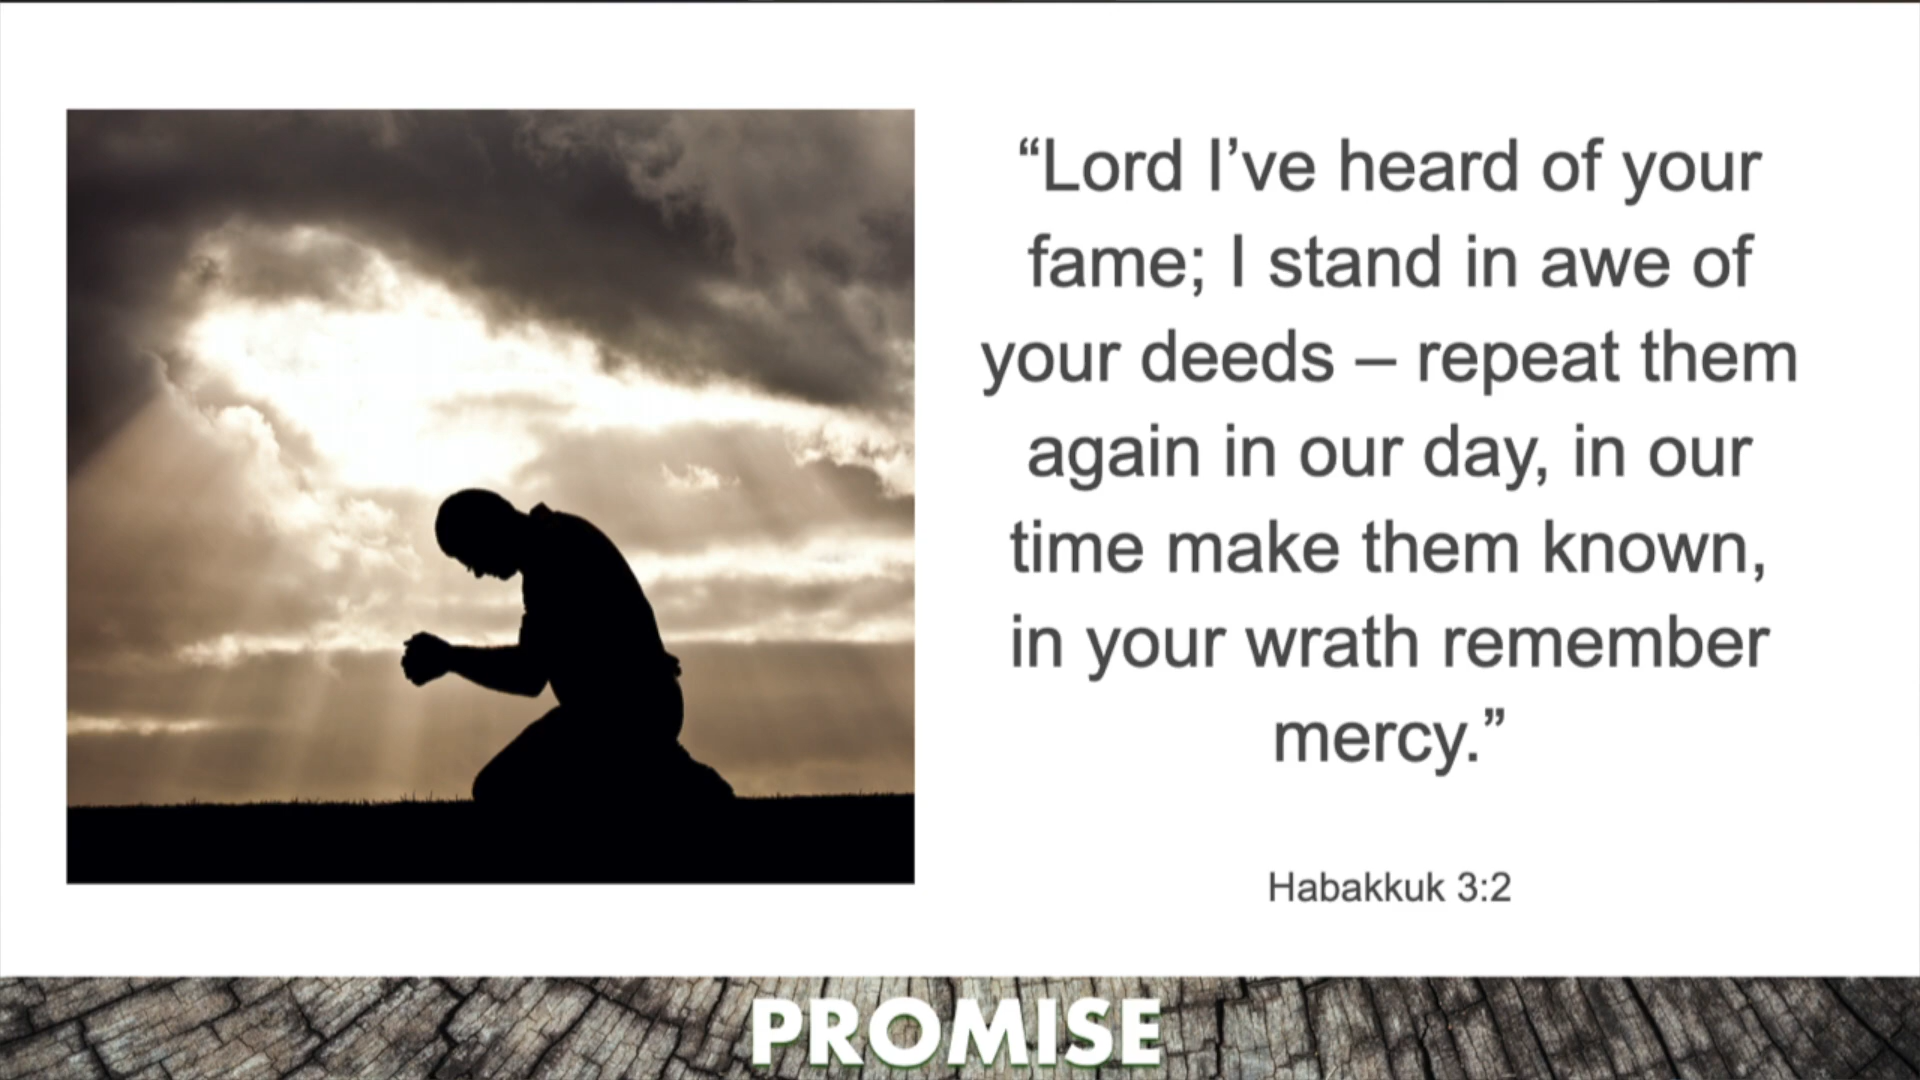 “Lord I’ve heard of your
fame; I stand in awe of
your deeds – repeat them
again in our day, in our
time make them known,
in your wrath remember
mercy.”
Habakkuk 3:2
PROMISE